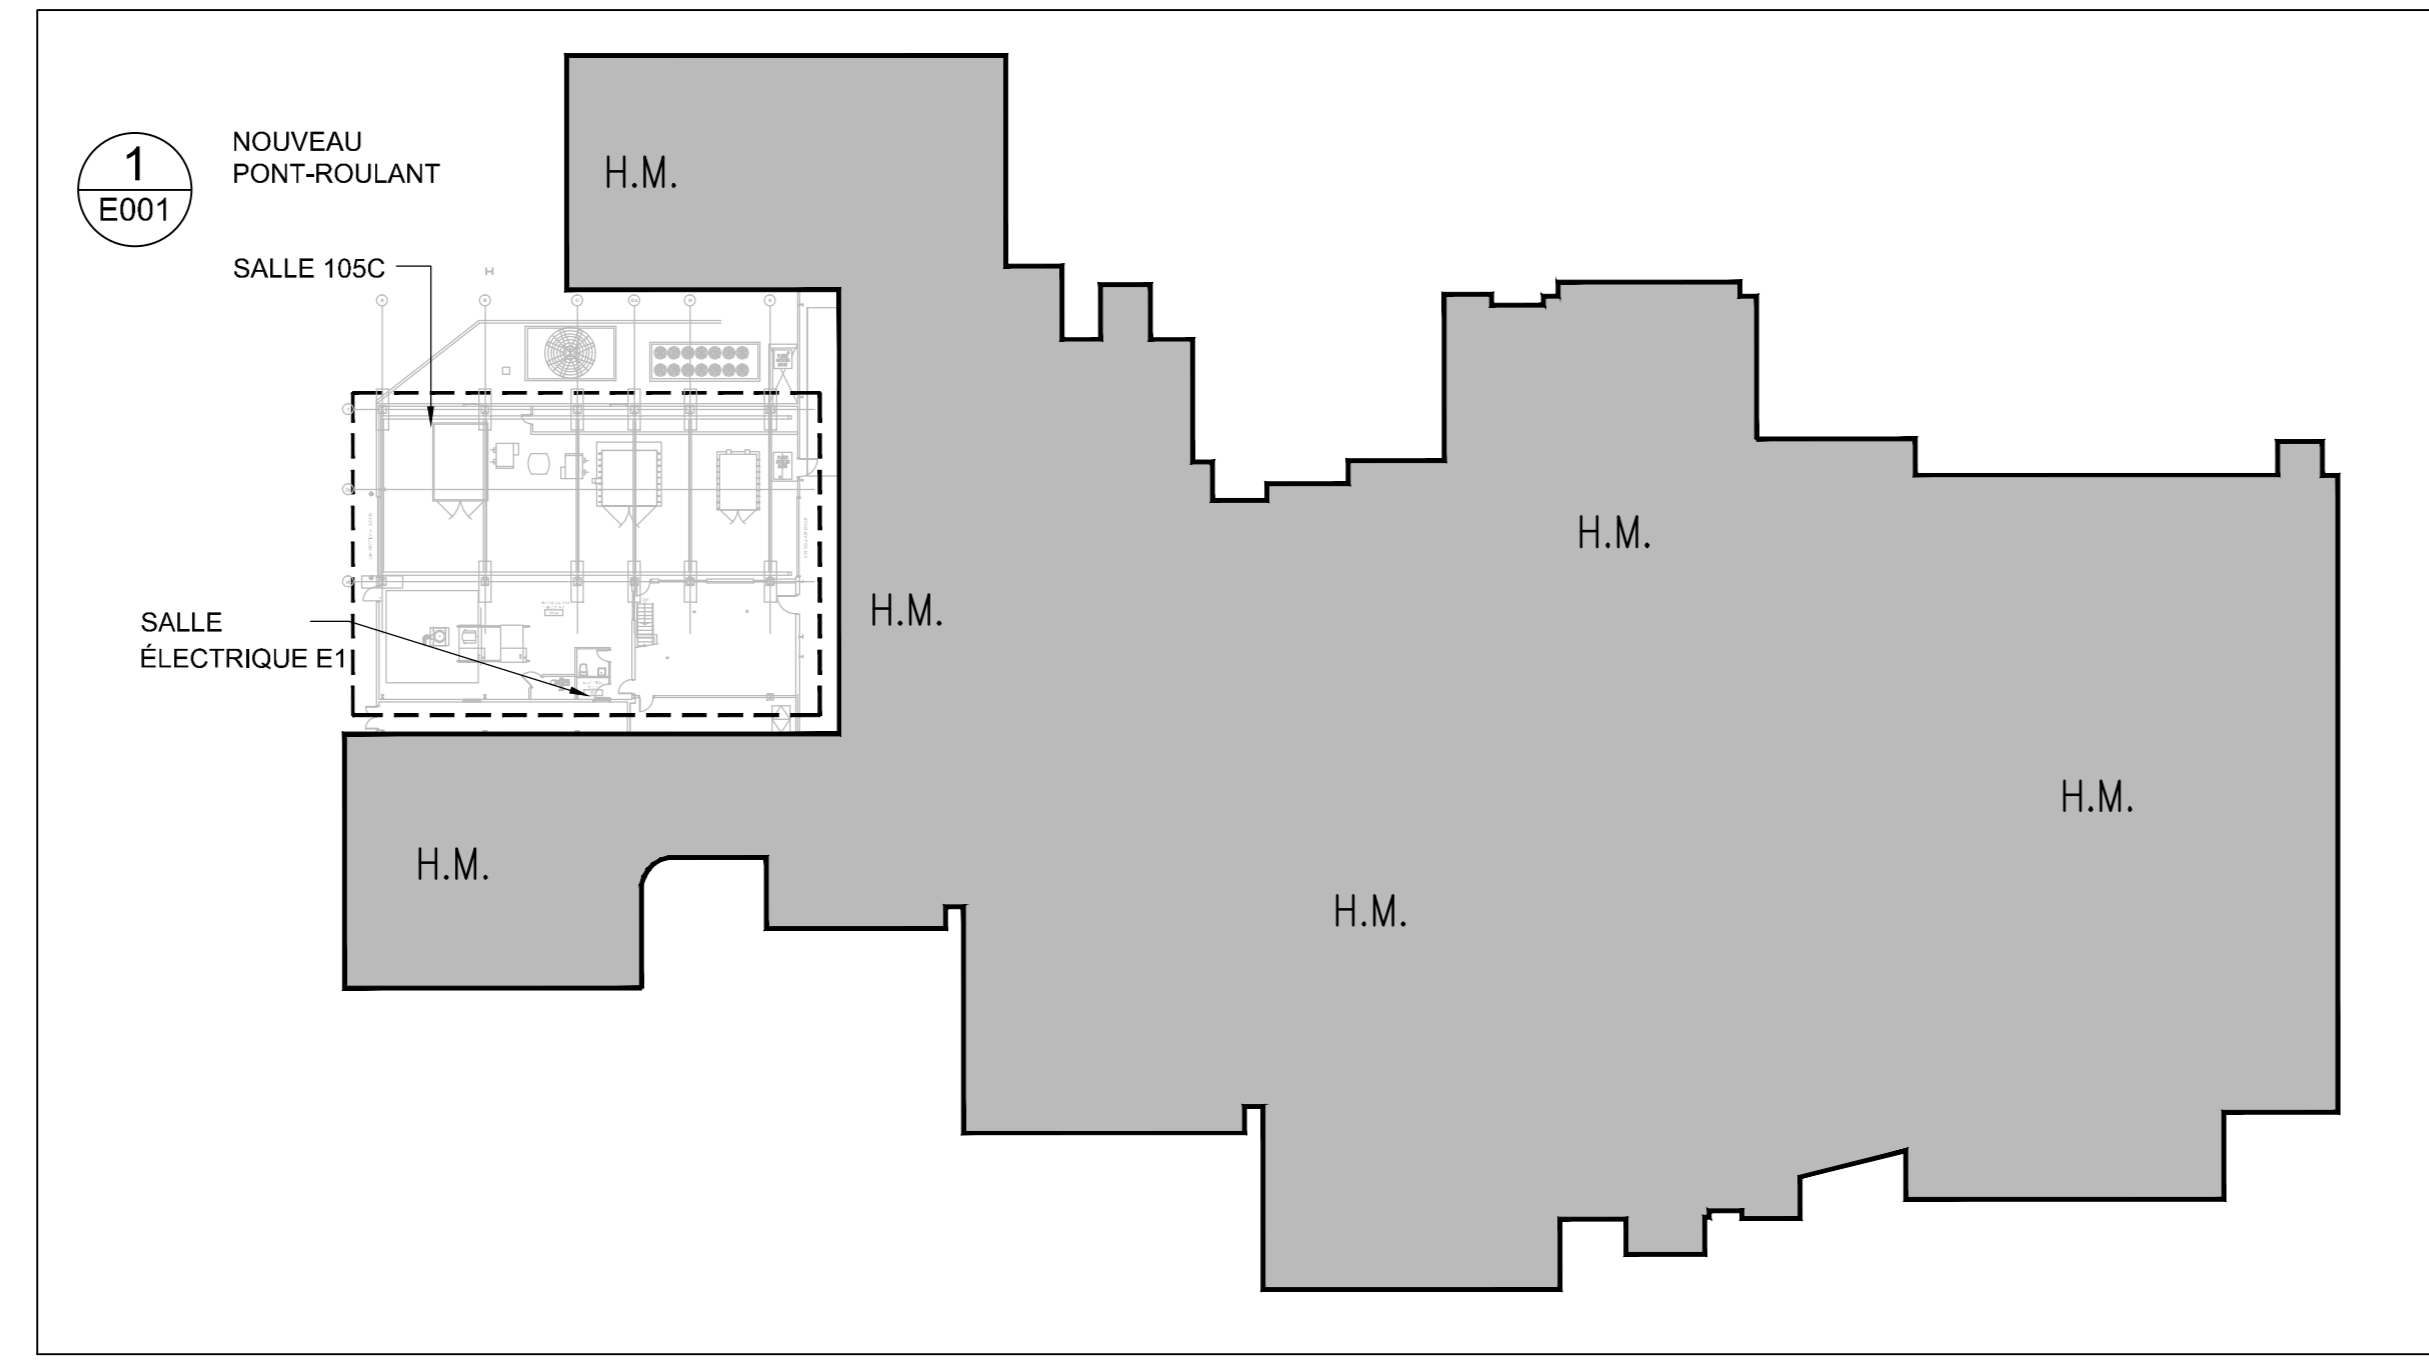 1
E001
NOUVEAU
PONT-ROULANT
SALLE 105C
SALLE
ÉLECTRIQUE E1
H.M.
H.M.
H.M.
H.M.
H.M.
H.M.